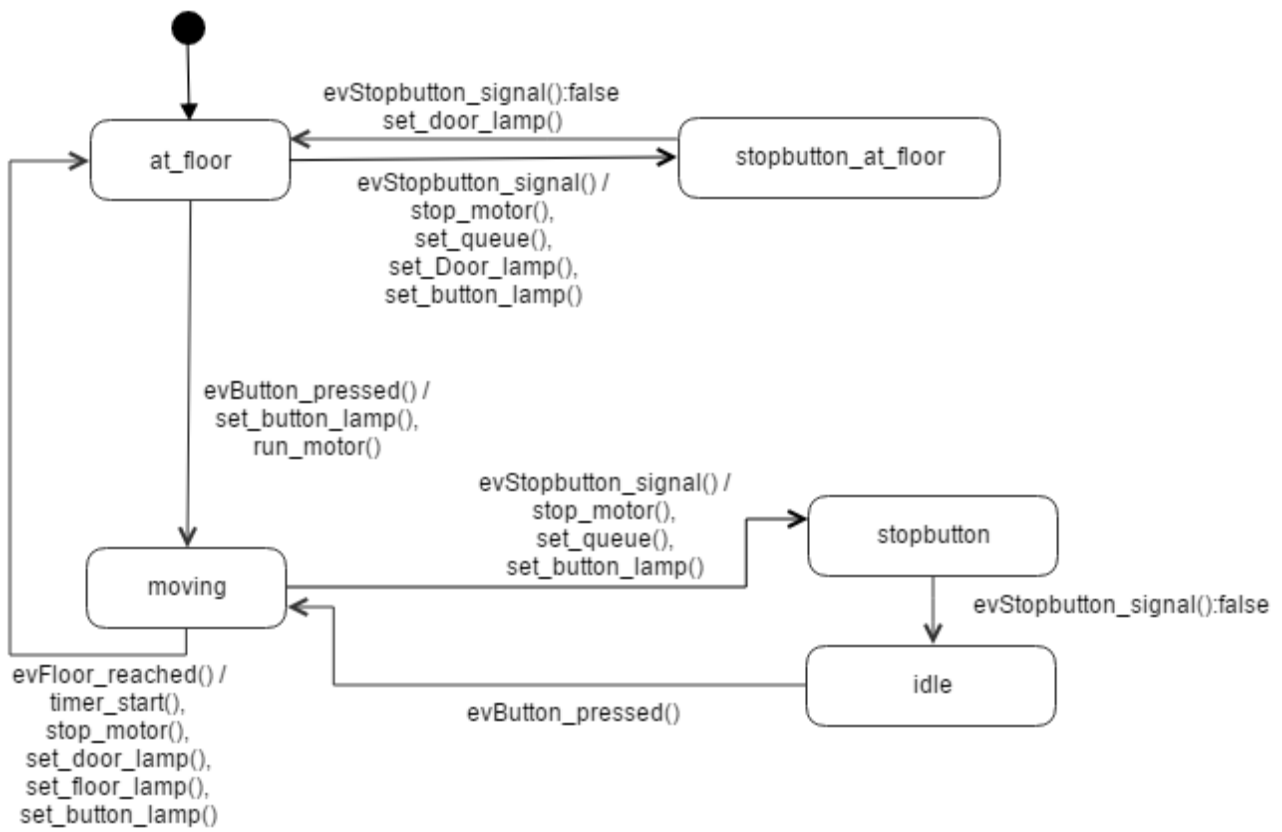 evStopbutton_signal():false
set_door_lamp()
at_floor
stopbutton_at_floor
evStopbutton_signal() /
stop_motor(),
set_queue(),
set_Door_lamp(),
set_button_lamp()
evButton_pressed() /
set_button_lamp(),
run_motor()
evStopbutton_signal() /
stop_motor(),
set_queue(),
set_button_lamp()
stopbutton
moving
evStopbutton_signal():false
idle
evFloor_reached() /
timer_start(),
stop_motor(),
set_door_lamp(),
set_floor_lamp(),
set_button_lamp()
evButton_pressed()